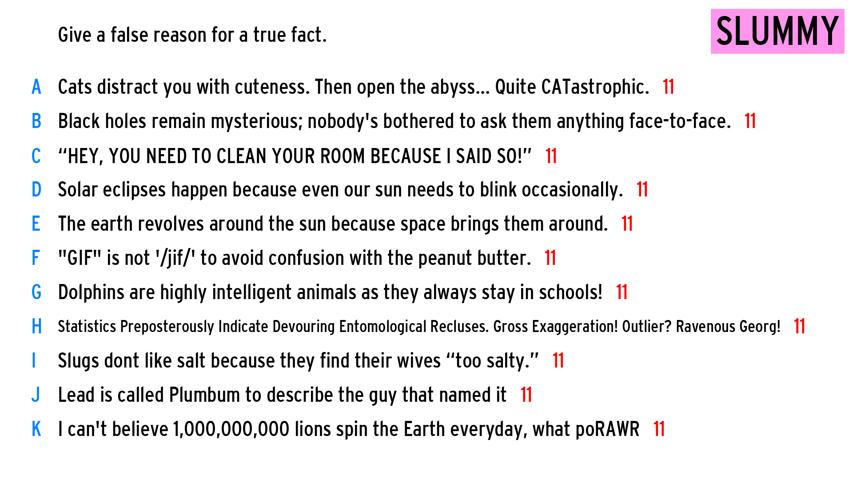 Give a false reason for a true fact.
SLUMMY
A Cats distract you with cuteness. Then open the abyss... Quite CATastrophic. 11
B Black holes remain mysterious; nobody's bothered to ask them anything face-to-face. 11
C “HEY, YOU NEED TO CLEAN YOUR ROOM BECAUSE I SAID SO!” 11
D Solar eclipses happen because even our sun needs to blink occasionally. 11
E The earth revolves around the sun because space brings them around. 11
F "GIF" is not '/jif/' to avoid confusion with the peanut butter. 11
G Dolphins are highly intelligent animals as they always stay in schools! 11
H Statistics Preposterously Indicate Devouring Entomological Recluses. Gross Exaggeration! Outlier? Ravenous Georg! 11
I Slugs dont like salt because they find their wives “too salty.” 11
J Lead is called Plumbum to describe the guy that named it 11
K I can't believe 1,000,000,000 lions spin the Earth everyday, what poRAWR 11